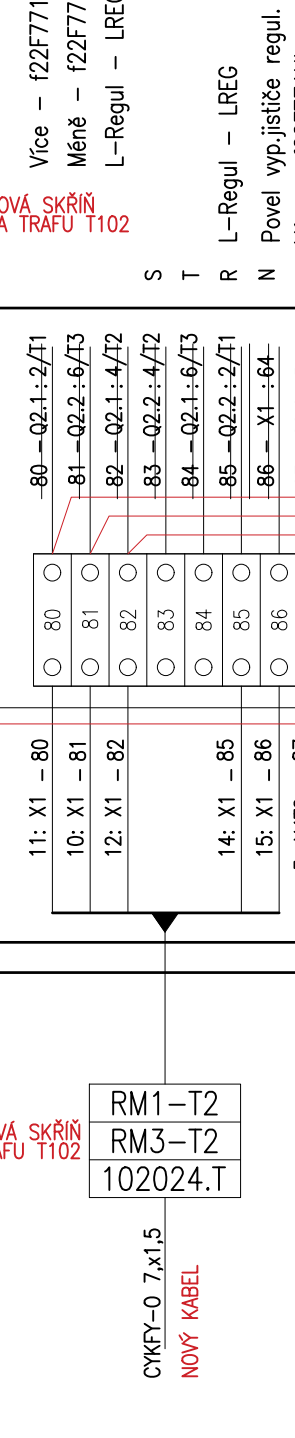 Více - f22F771
Méně - f22F77
L-Regul - LREG
OVÁ SKŘÍŇ
A TRAFU T102
S
T
R L-Regul - LREG
N Povel vyp.jističe regul.
80 - Q2.1:2/T1
81 - Q2.2:6/T3
82 - Q2.1:4/T2
83 - Q2.2:4/T2
84 - Q2.1:6/T3
85 - Q2.2:2/T1
86 - X1 :64
80
81
82
83
84
85
86
11: X1 - 80
10: X1 - 81
12: X1 - 82
14: X1 - 85
15: X1 - 86
VÁ SKŘÍŇ
AFU T102
RM1-T2
RM3-T2
102024.T
CYKFY-O 7,x1,5
NOVÝ KABEL